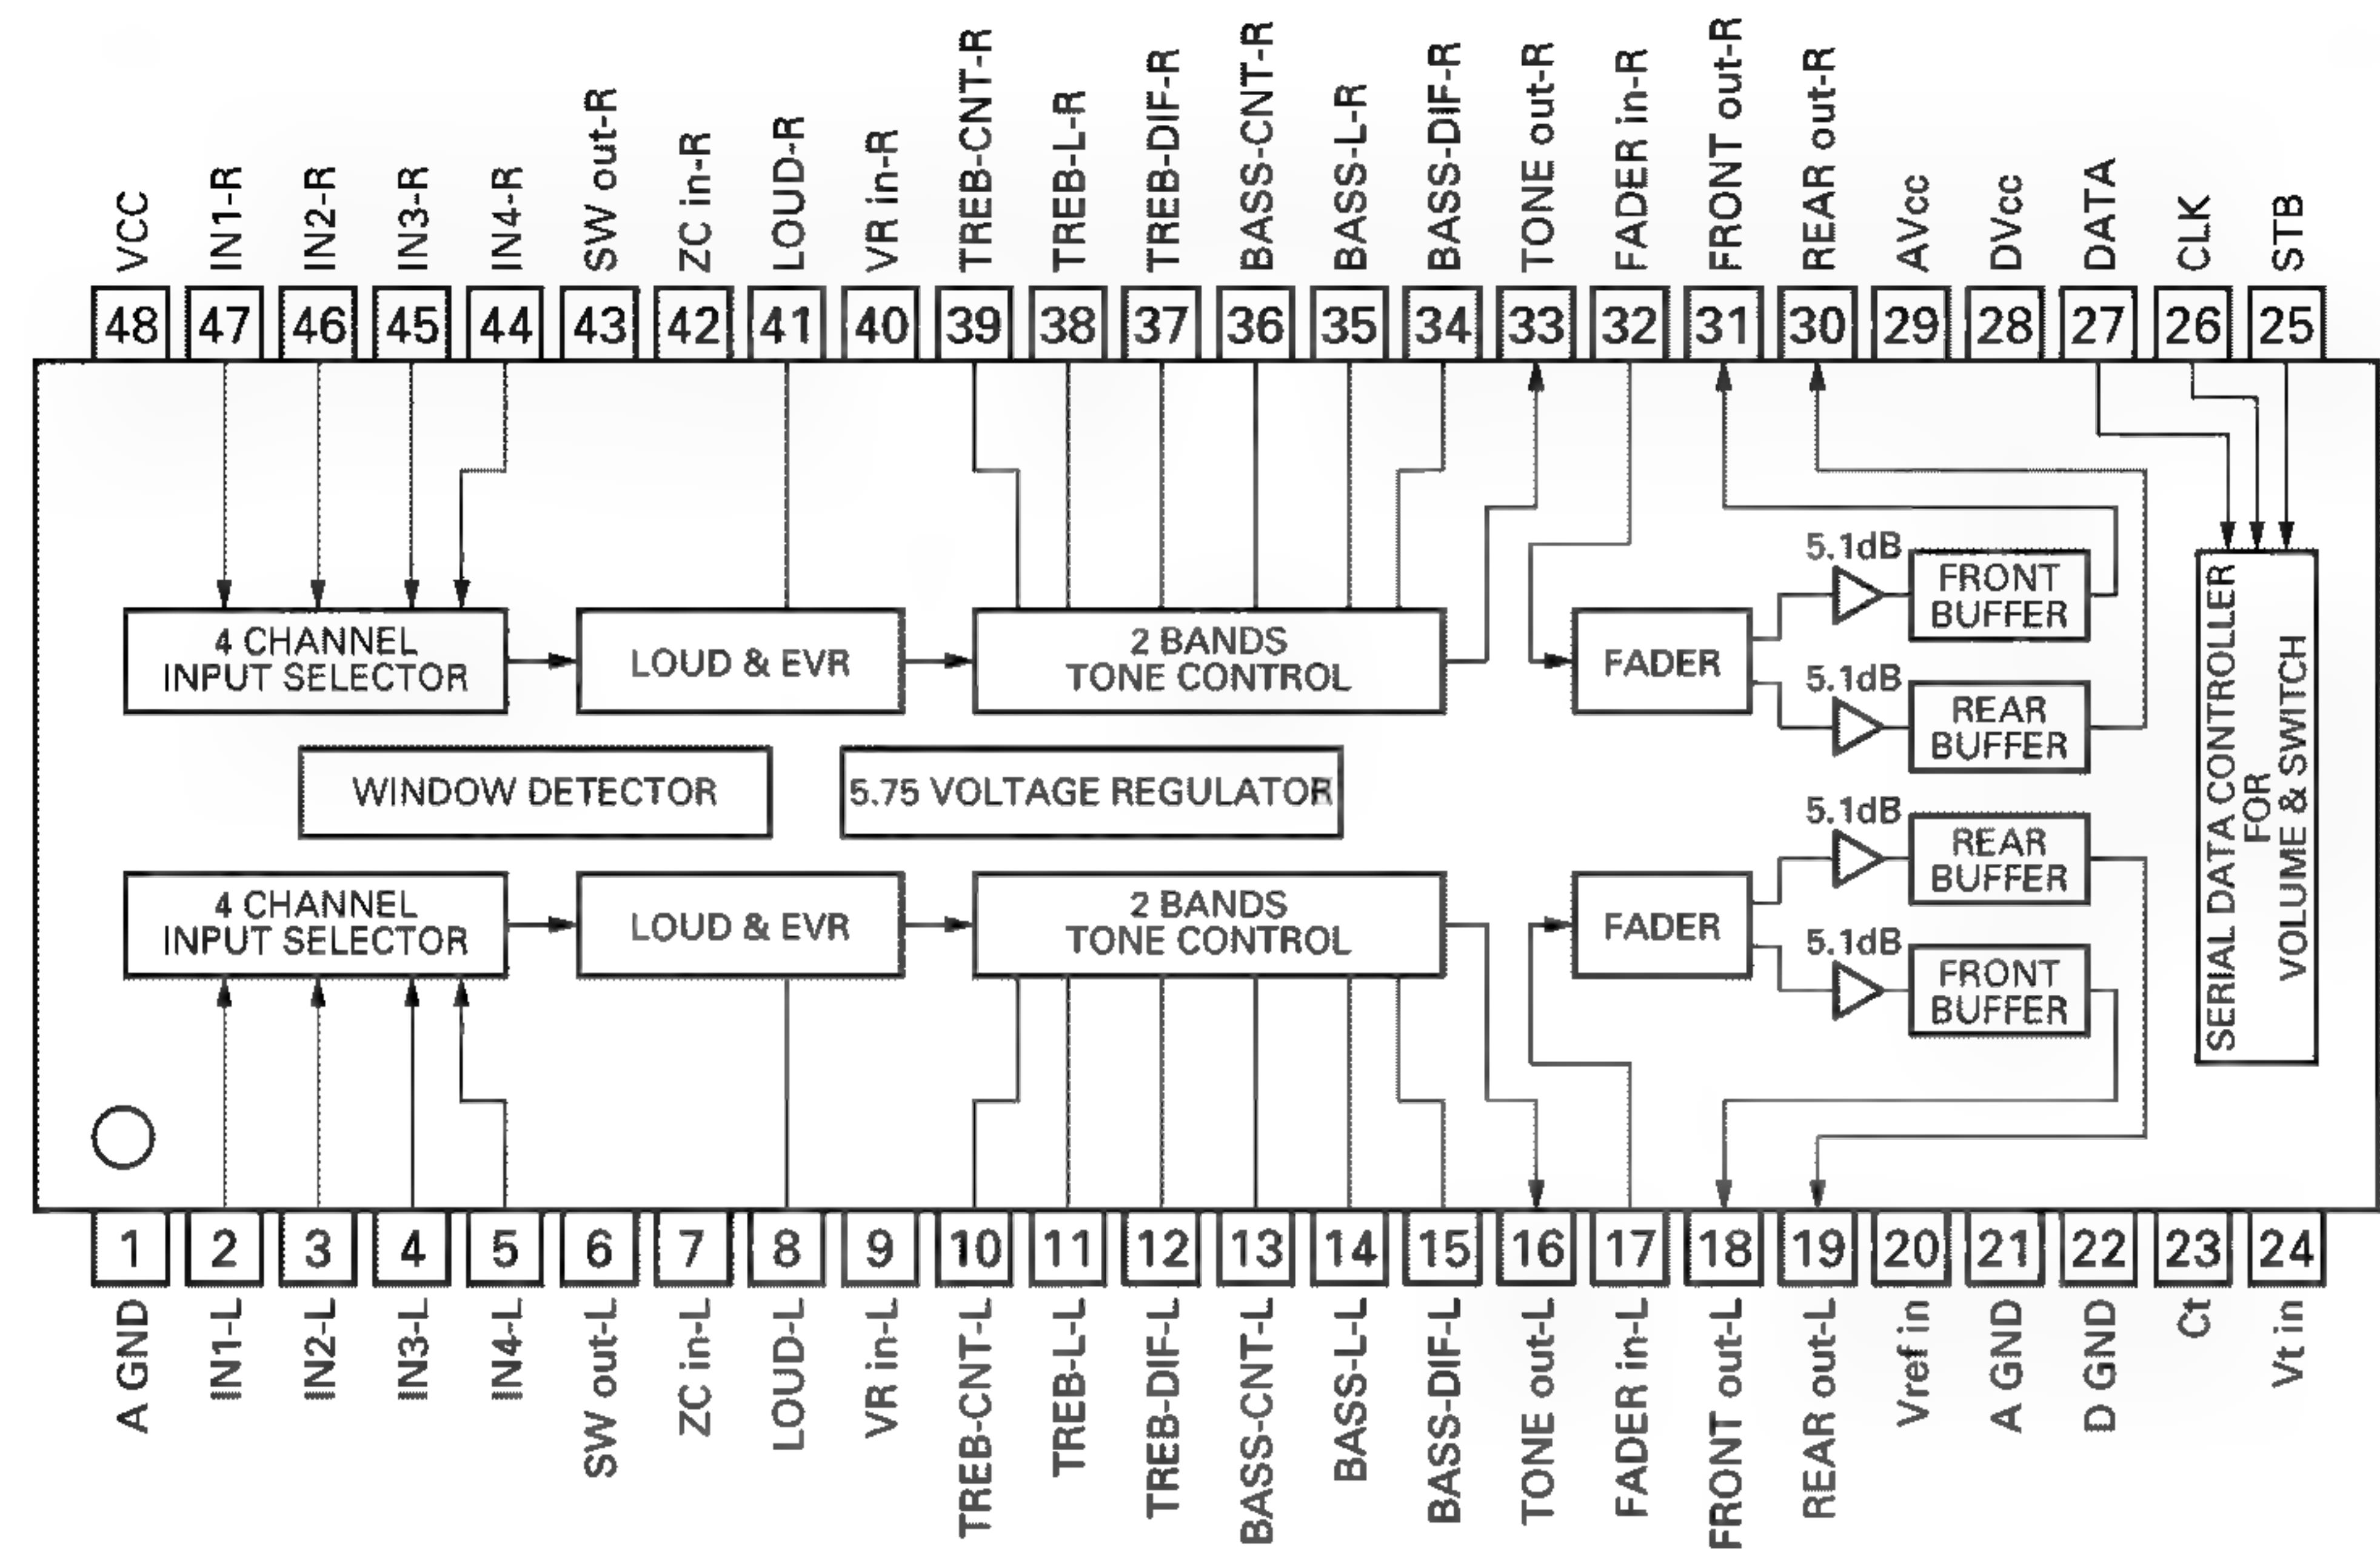 VCC
IN1-R
IN2-R
IN3-R
IN4-R
SW out-R
ZC in-R
LOUD-R
VR in-R
TREB-CNT-R
TREB-L-R
TREB-DIF-R
BASS-CNT-R
BASS-L-R
BASS-DIF-R
TONE out-R
FADER in-R
FRONT out-R
REAR out-R
AVcc
DVcc
DATA
CLK
STB
48 47 46 45 44 43 42 41 40 39 38 37 36 35 34 33 32 31 30 29 28 27 26 25
4 CHANNEL
INPUT SELECTOR
LOUD & EVR
2 BANDS
TONE CONTROL
FADER
5.1dB
FRONT
BUFFER
5.1dB
REAR
BUFFER
WINDOW DETECTOR
5.75 VOLTAGE REGULATOR
4 CHANNEL
INPUT SELECTOR
LOUD & EVR
2 BANDS
TONE CONTROL
FADER
5.1dB
REAR
BUFFER
5.1dB
FRONT
BUFFER
SERIAL DATA CONTROLLER
FOR
VOLUME & SWITCH
1 2 3 4 5 6 7 8 9 10 11 12 13 14 15 16 17 18 19 20 21 22 23 24
A GND
IN1-L
IN2-L
IN3-L
IN4-L
SW out-L
ZC in-L
LOUD-L
VR in-L
TREB-CNT-L
TREB-L-L
TREB-DIF-L
BASS-CNT-L
BASS-L-L
BASS-DIF-L
TONE out-L
FADER in-L
FRONT out-L
REAR out-L
Vref in
A GND
D GND
Ct
Vt in